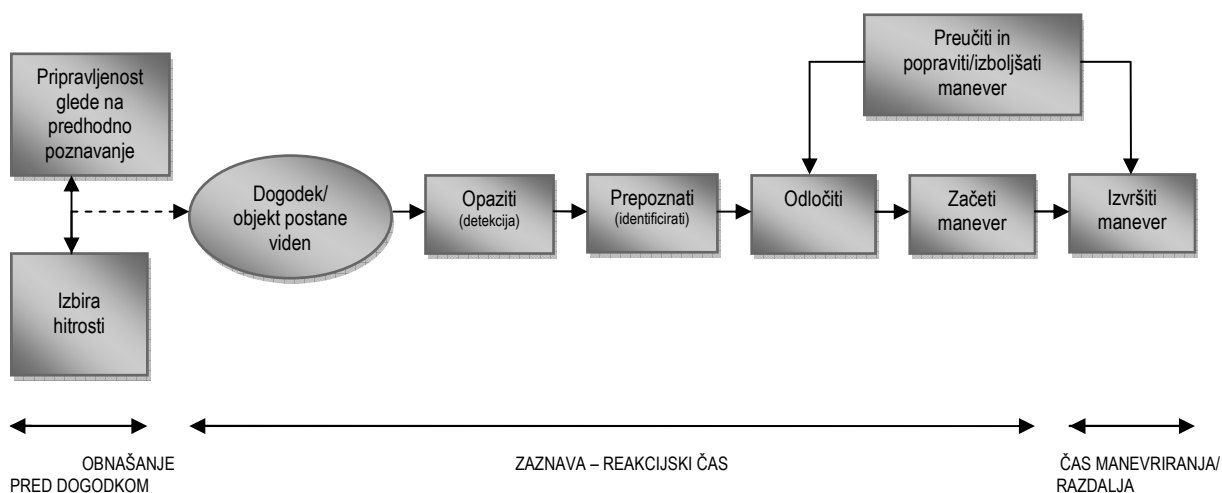 Pripravljenost
glede na
predhodno
poznavanje
Izbira
hitrosti
Dogodek/
objekt postane
viden
Opaziti
(detekcija)
Prepoznati
(identificirati)
Odločiti
Začeti
manever
Izvršiti
manever
Preučiti in
popraviti/izboljšati
manever
OBNAŠANJE
PRED DOGODKOM
ZAZNAVA – REAKCIJSKI ČAS
ČAS MANEVRIRANJA/
RAZDALJA